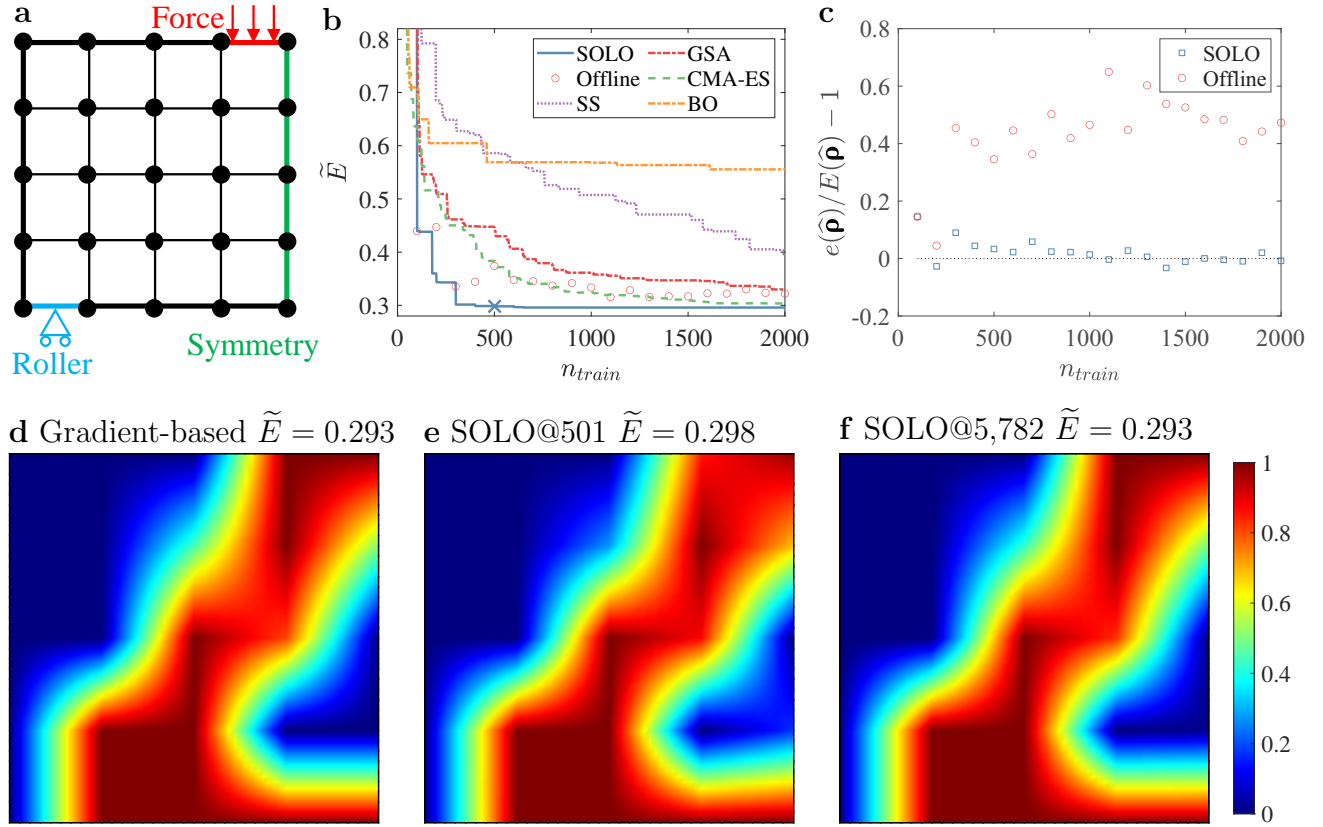 a
Force
Roller
Symmetry
b
0.8
0.7
0.6
0.5
0.4
0.3
Ẽ
SOLO
Offline
SS
GSA
CMA-ES
BO
0 500 1000 1500 2000
n_train
c
0.8
0.6
0.4
0.2
0
-0.2
e(ρ̂)/E(ρ̂) − 1
SOLO
Offline
0 500 1000 1500 2000
n_train
d Gradient-based Ẽ = 0.293
e SOLO@501 Ẽ = 0.298
f SOLO@5,782 Ẽ = 0.293
1
0.8
0.6
0.4
0.2
0